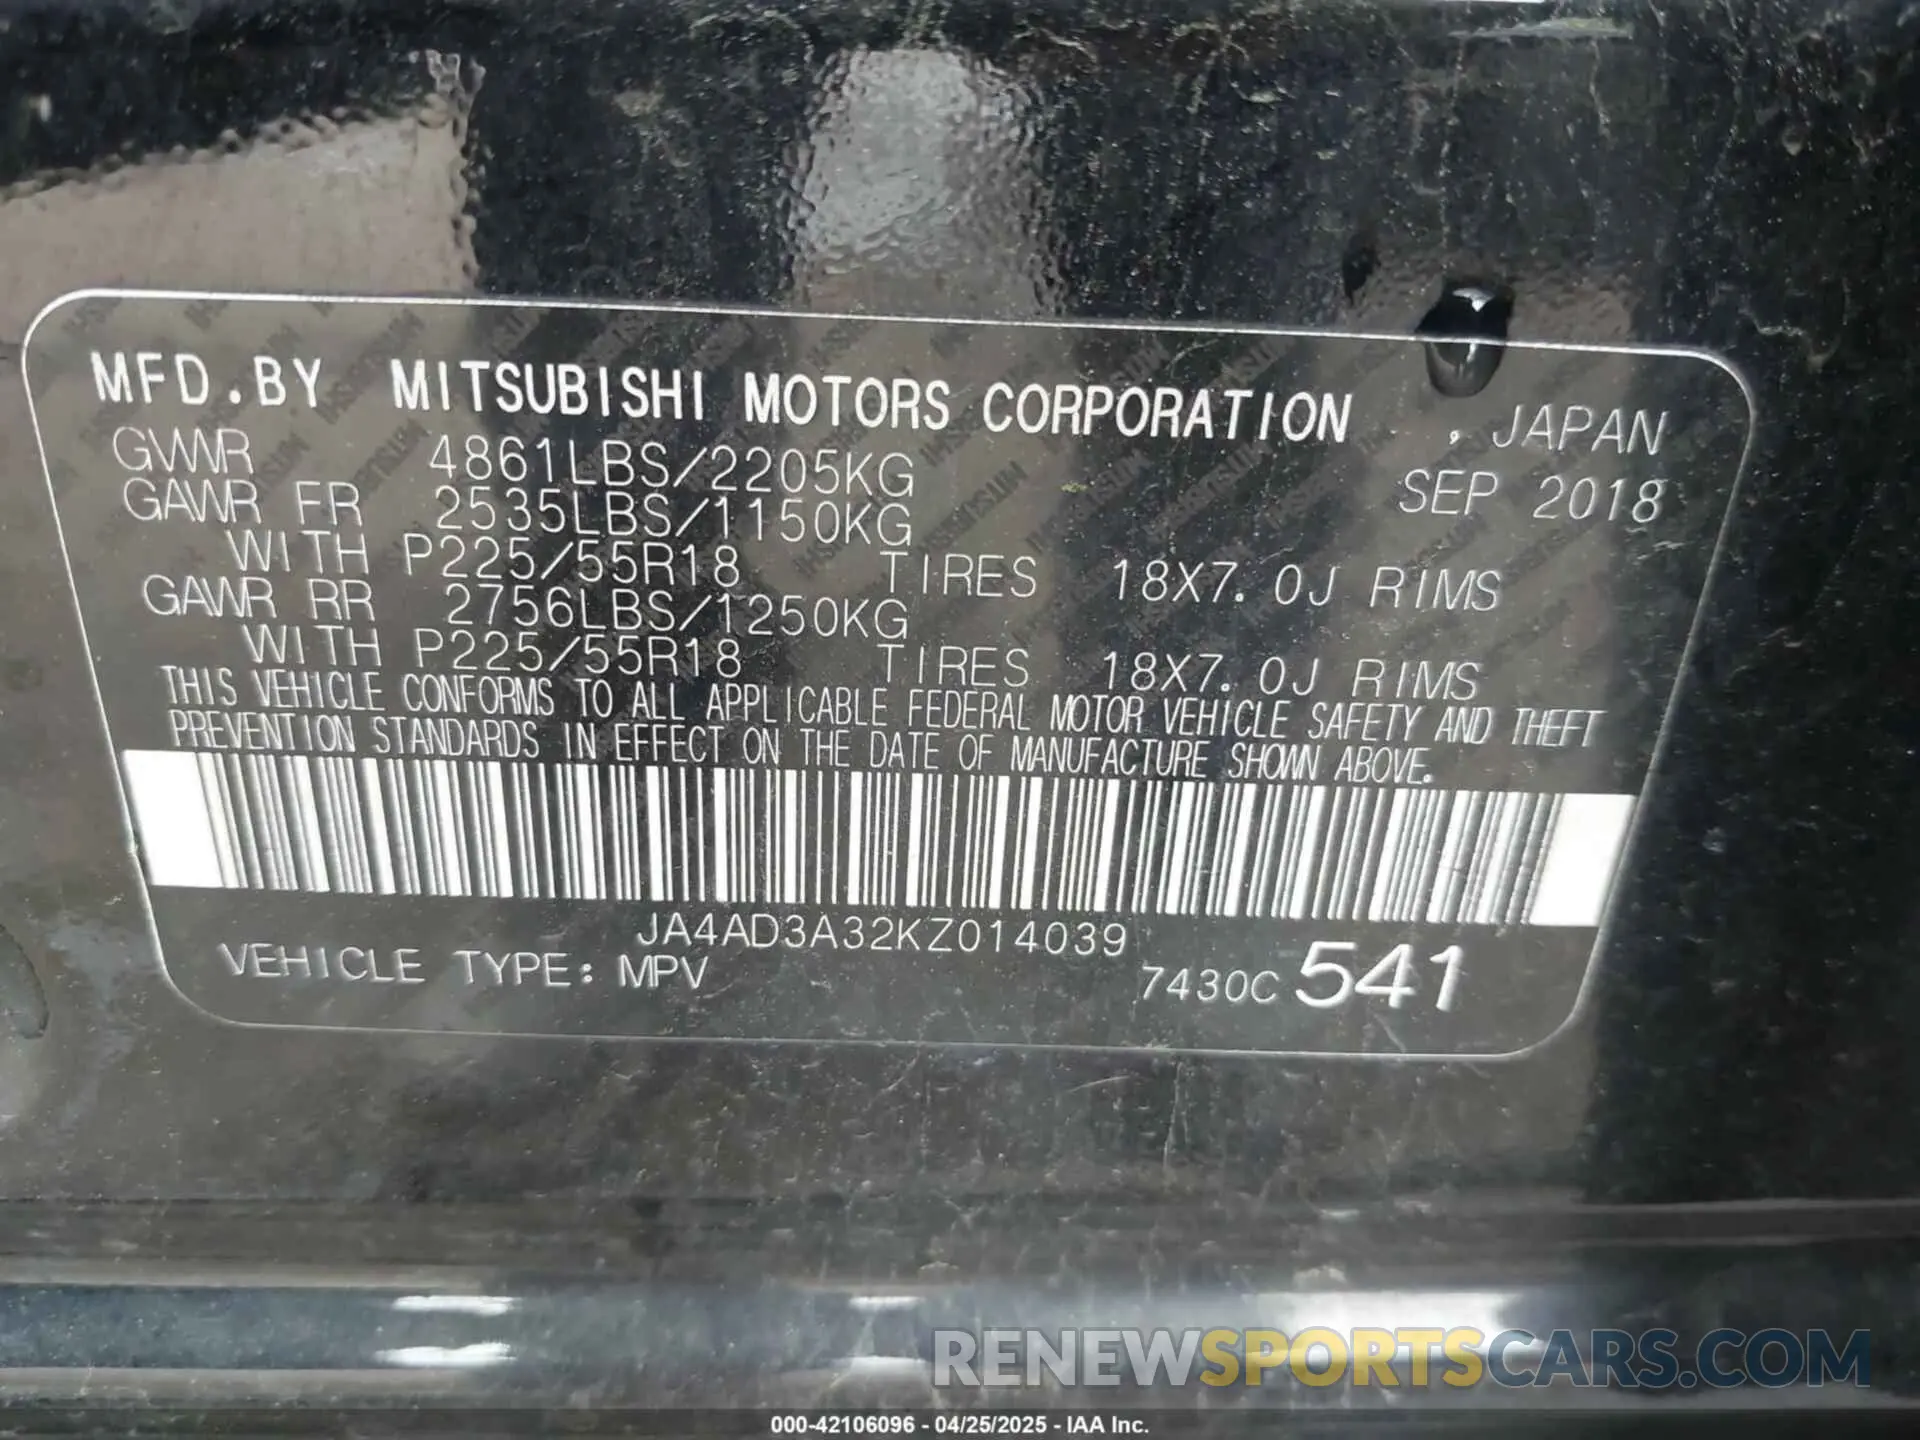 MFD.BY MITSUBISHI MOTORS CORPORATION , JAPAN
GVWR 4861LBS/2205KG SEP 2018
GAWR FR 2535LBS/1150KG
WITH P225/55R18 TIRES 18X7.0J RIMS
GAWR RR 2756LBS/1250KG
WITH P225/55R18 TIRES 18X7.0J RIMS
THIS VEHICLE CONFORMS TO ALL APPLICABLE FEDERAL MOTOR VEHICLE SAFETY AND THEFT
PREVENTION STANDARDS IN EFFECT ON THE DATE OF MANUFACTURE SHOWN ABOVE.
JA4AD3A32KZ014039
VEHICLE TYPE: MPV 7430C 541
RENEWSPORTSCARS.COM
000-42106096 - 04/25/2025 - IAA Inc.